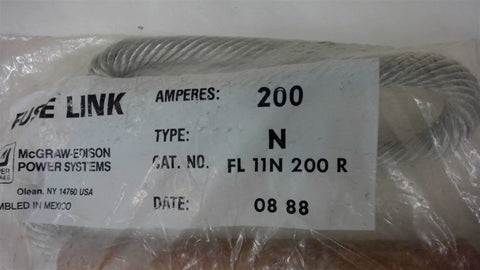 FUSE LINK
AMPERES: 200
TYPE: N
McGRAW-EDISON
POWER SYSTEMS
CAT. NO. FL 11N 200 R
Olean, NY 14760 USA
MBLED IN MEXICO
DATE: 08 88